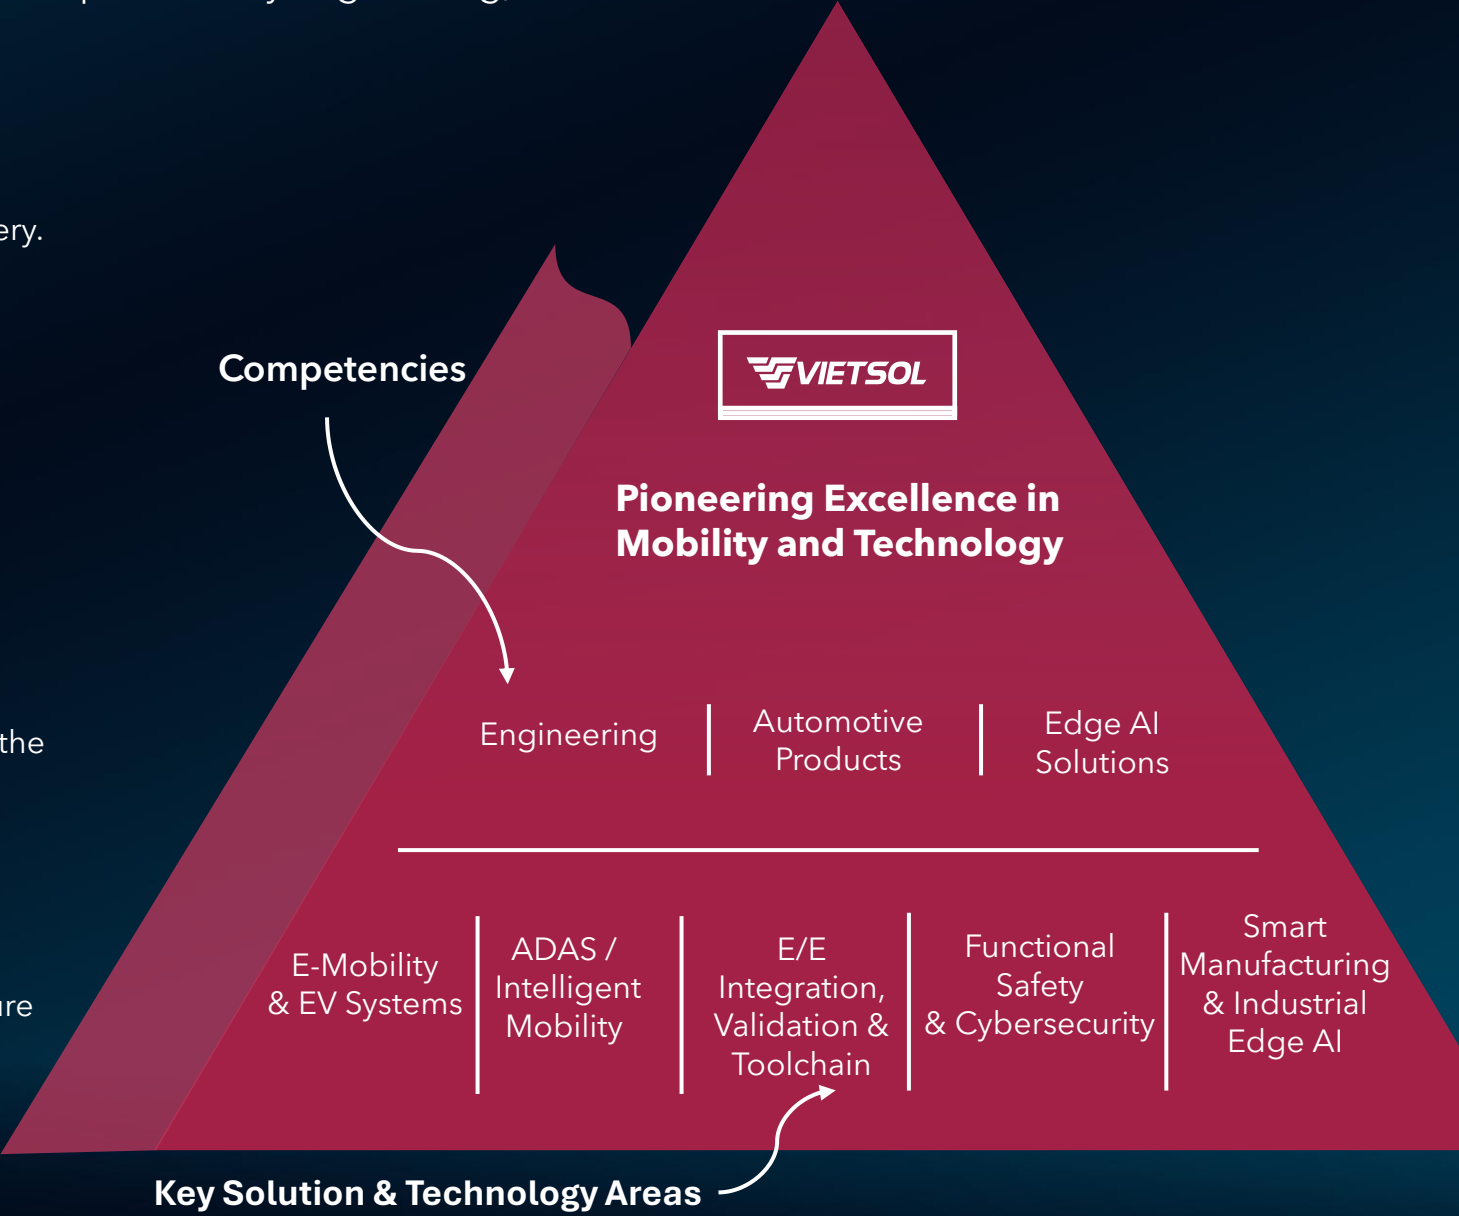 ery.
Competencies
VIETSOL
Pioneering Excellence in
Mobility and Technology
Engineering
Automotive
Products
Edge AI
Solutions
the
E-Mobility
& EV Systems
ADAS /
Intelligent
Mobility
E/E
Integration,
Validation &
Toolchain
Functional
Safety
& Cybersecurity
Smart
Manufacturing
& Industrial
Edge AI
ure
Key Solution & Technology Areas